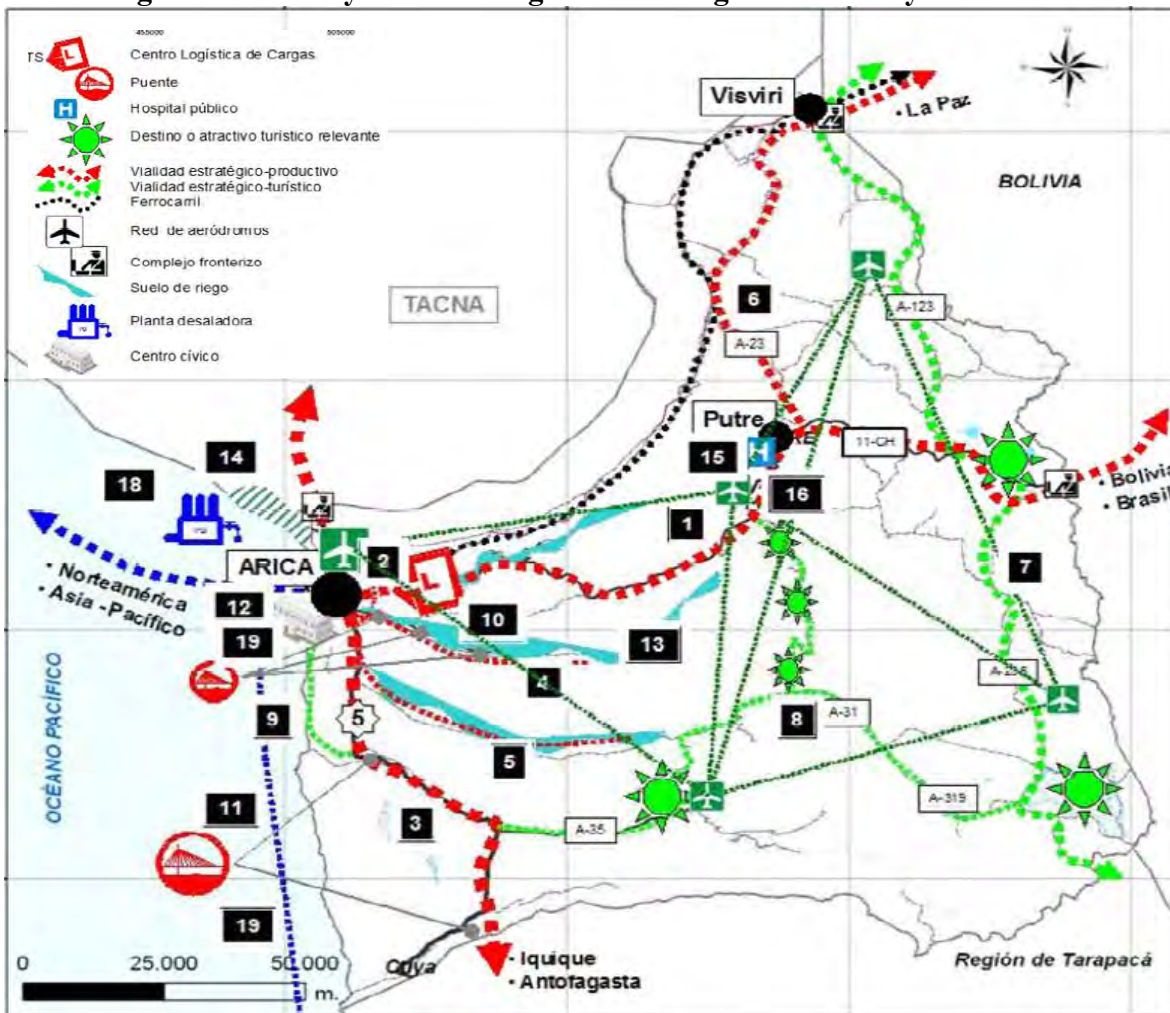 455000
505000
TS
L
Centro Logística de Cargas
Puente
H
Hospital público
Destino o atractivo turístico relevante
Vialidad estratégico-productivo
Vialidad estratégico-turístico
Ferrocarril
Red de aeródromos
Complejo fronterizo
Suelo de riego
Planta desaladora
Centro cívico
Visviri
• La Paz
BOLIVIA
TACNA
6
A-23
A-123
Putre
11-CH
15
H
16
• Bolivia
• Brasil
14
18
1
ARICA
2
L
7
• Norteamérica
• Asia -Pacífico
12
10
13
19
4
9
5
8
A-31
5
OCÉANO PACÍFICO
11
3
A-35
A-319
19
0
25.000
50.000
m.
Cuya
• Iquique
• Antofagasta
Región de Tarapacá